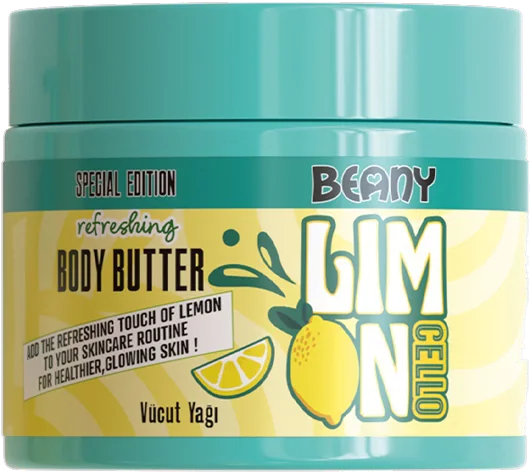 SPECIAL EDITION
BEANY
refreshing
BODY BUTTER
ADD THE REFRESHING TOUCH OF LEMON
TO YOUR SKINCARE ROUTINE
FOR HEALTHIER,GLOWING SKIN !
Vücut Yağı
LIM
ON
CELLO